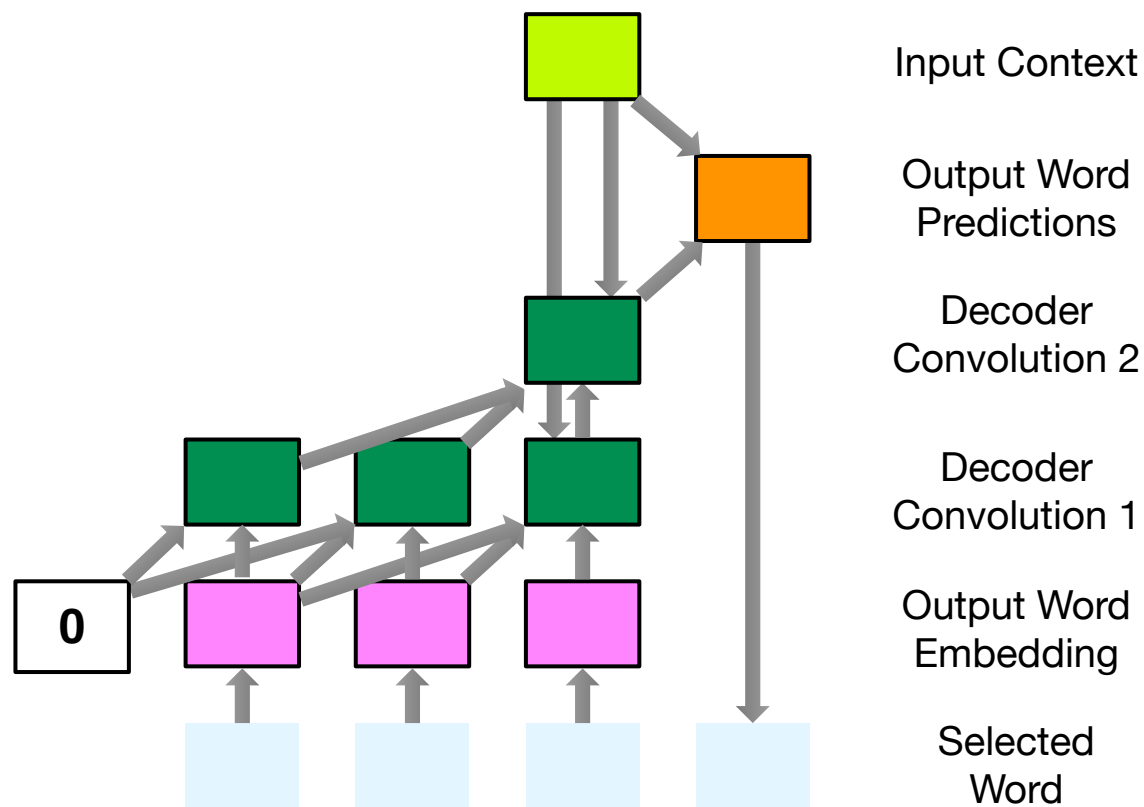 Input Context
Output Word
Predictions
Decoder
Convolution 2
Decoder
Convolution 1
0
Output Word
Embedding
Selected
Word